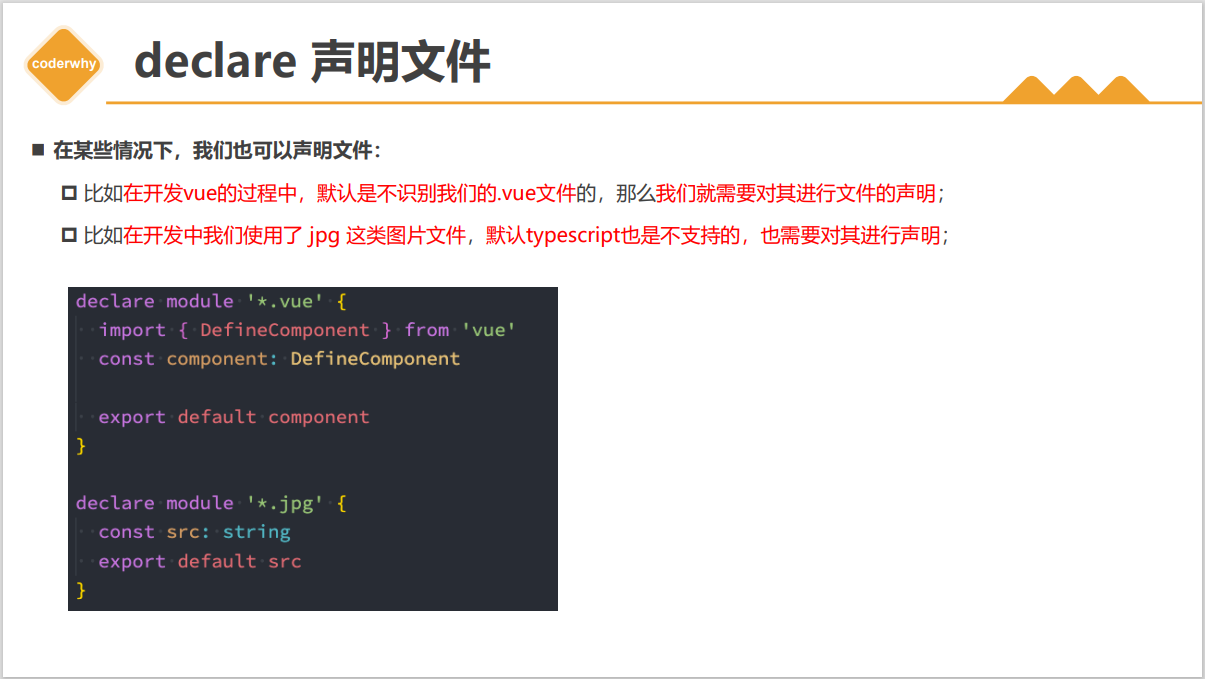 coderwhy
declare 声明文件
在某些情况下，我们也可以声明文件：
比如在开发vue的过程中，默认是不识别我们的.vue文件的，那么我们就需要对其进行文件的声明；
比如在开发中我们使用了 jpg 这类图片文件，默认typescript也是不支持的，也需要对其进行声明；
declare module '*.vue' {
  import { DefineComponent } from 'vue'
  const component: DefineComponent
  export default component
}
declare module '*.jpg' {
  const src: string
  export default src
}